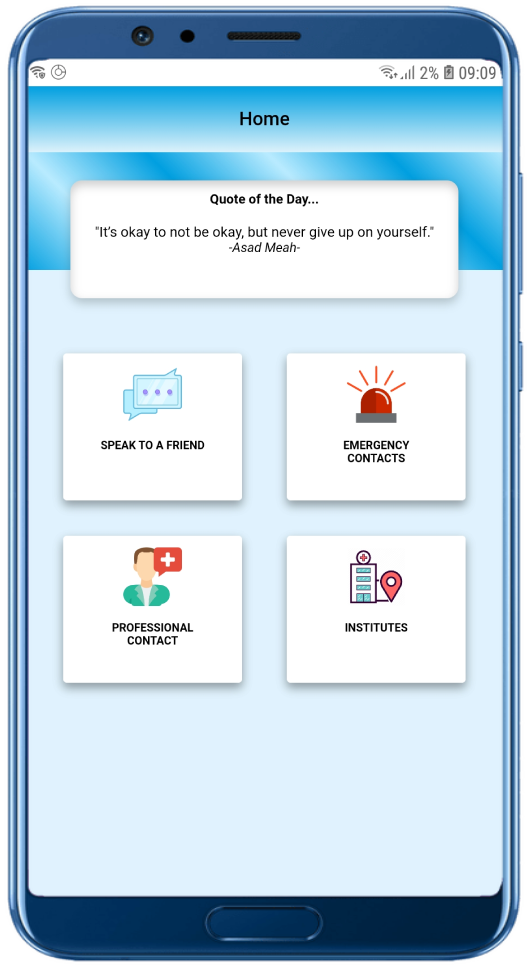 2% 09:09
Home
Quote of the Day...
"It's okay to not be okay, but never give up on yourself."
-Asad Meah-
SPEAK TO A FRIEND
EMERGENCY
CONTACTS
PROFESSIONAL
CONTACT
INSTITUTES